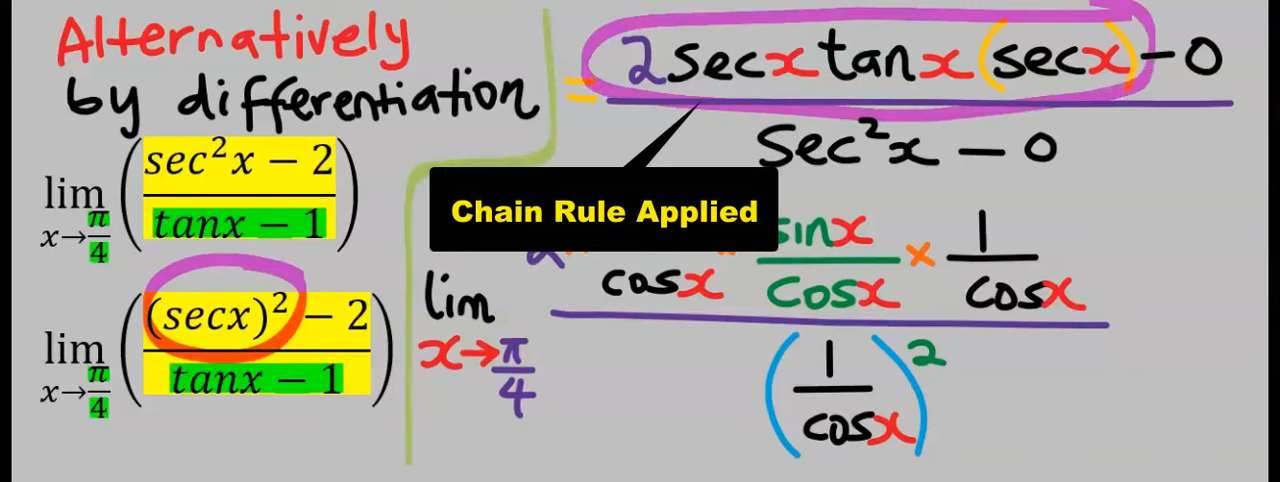 Alternatively
by differentiation
lim x→π/4 (sec²x − 2 / tanx − 1)
lim x→π/4 ((secx)² − 2 / tanx − 1)
= 2secxtanx(secx) − 0
sec²x − 0
Chain Rule Applied
lim x→π/4
2 cosx sinx/cosx × 1/cosx
(1/cosx)²